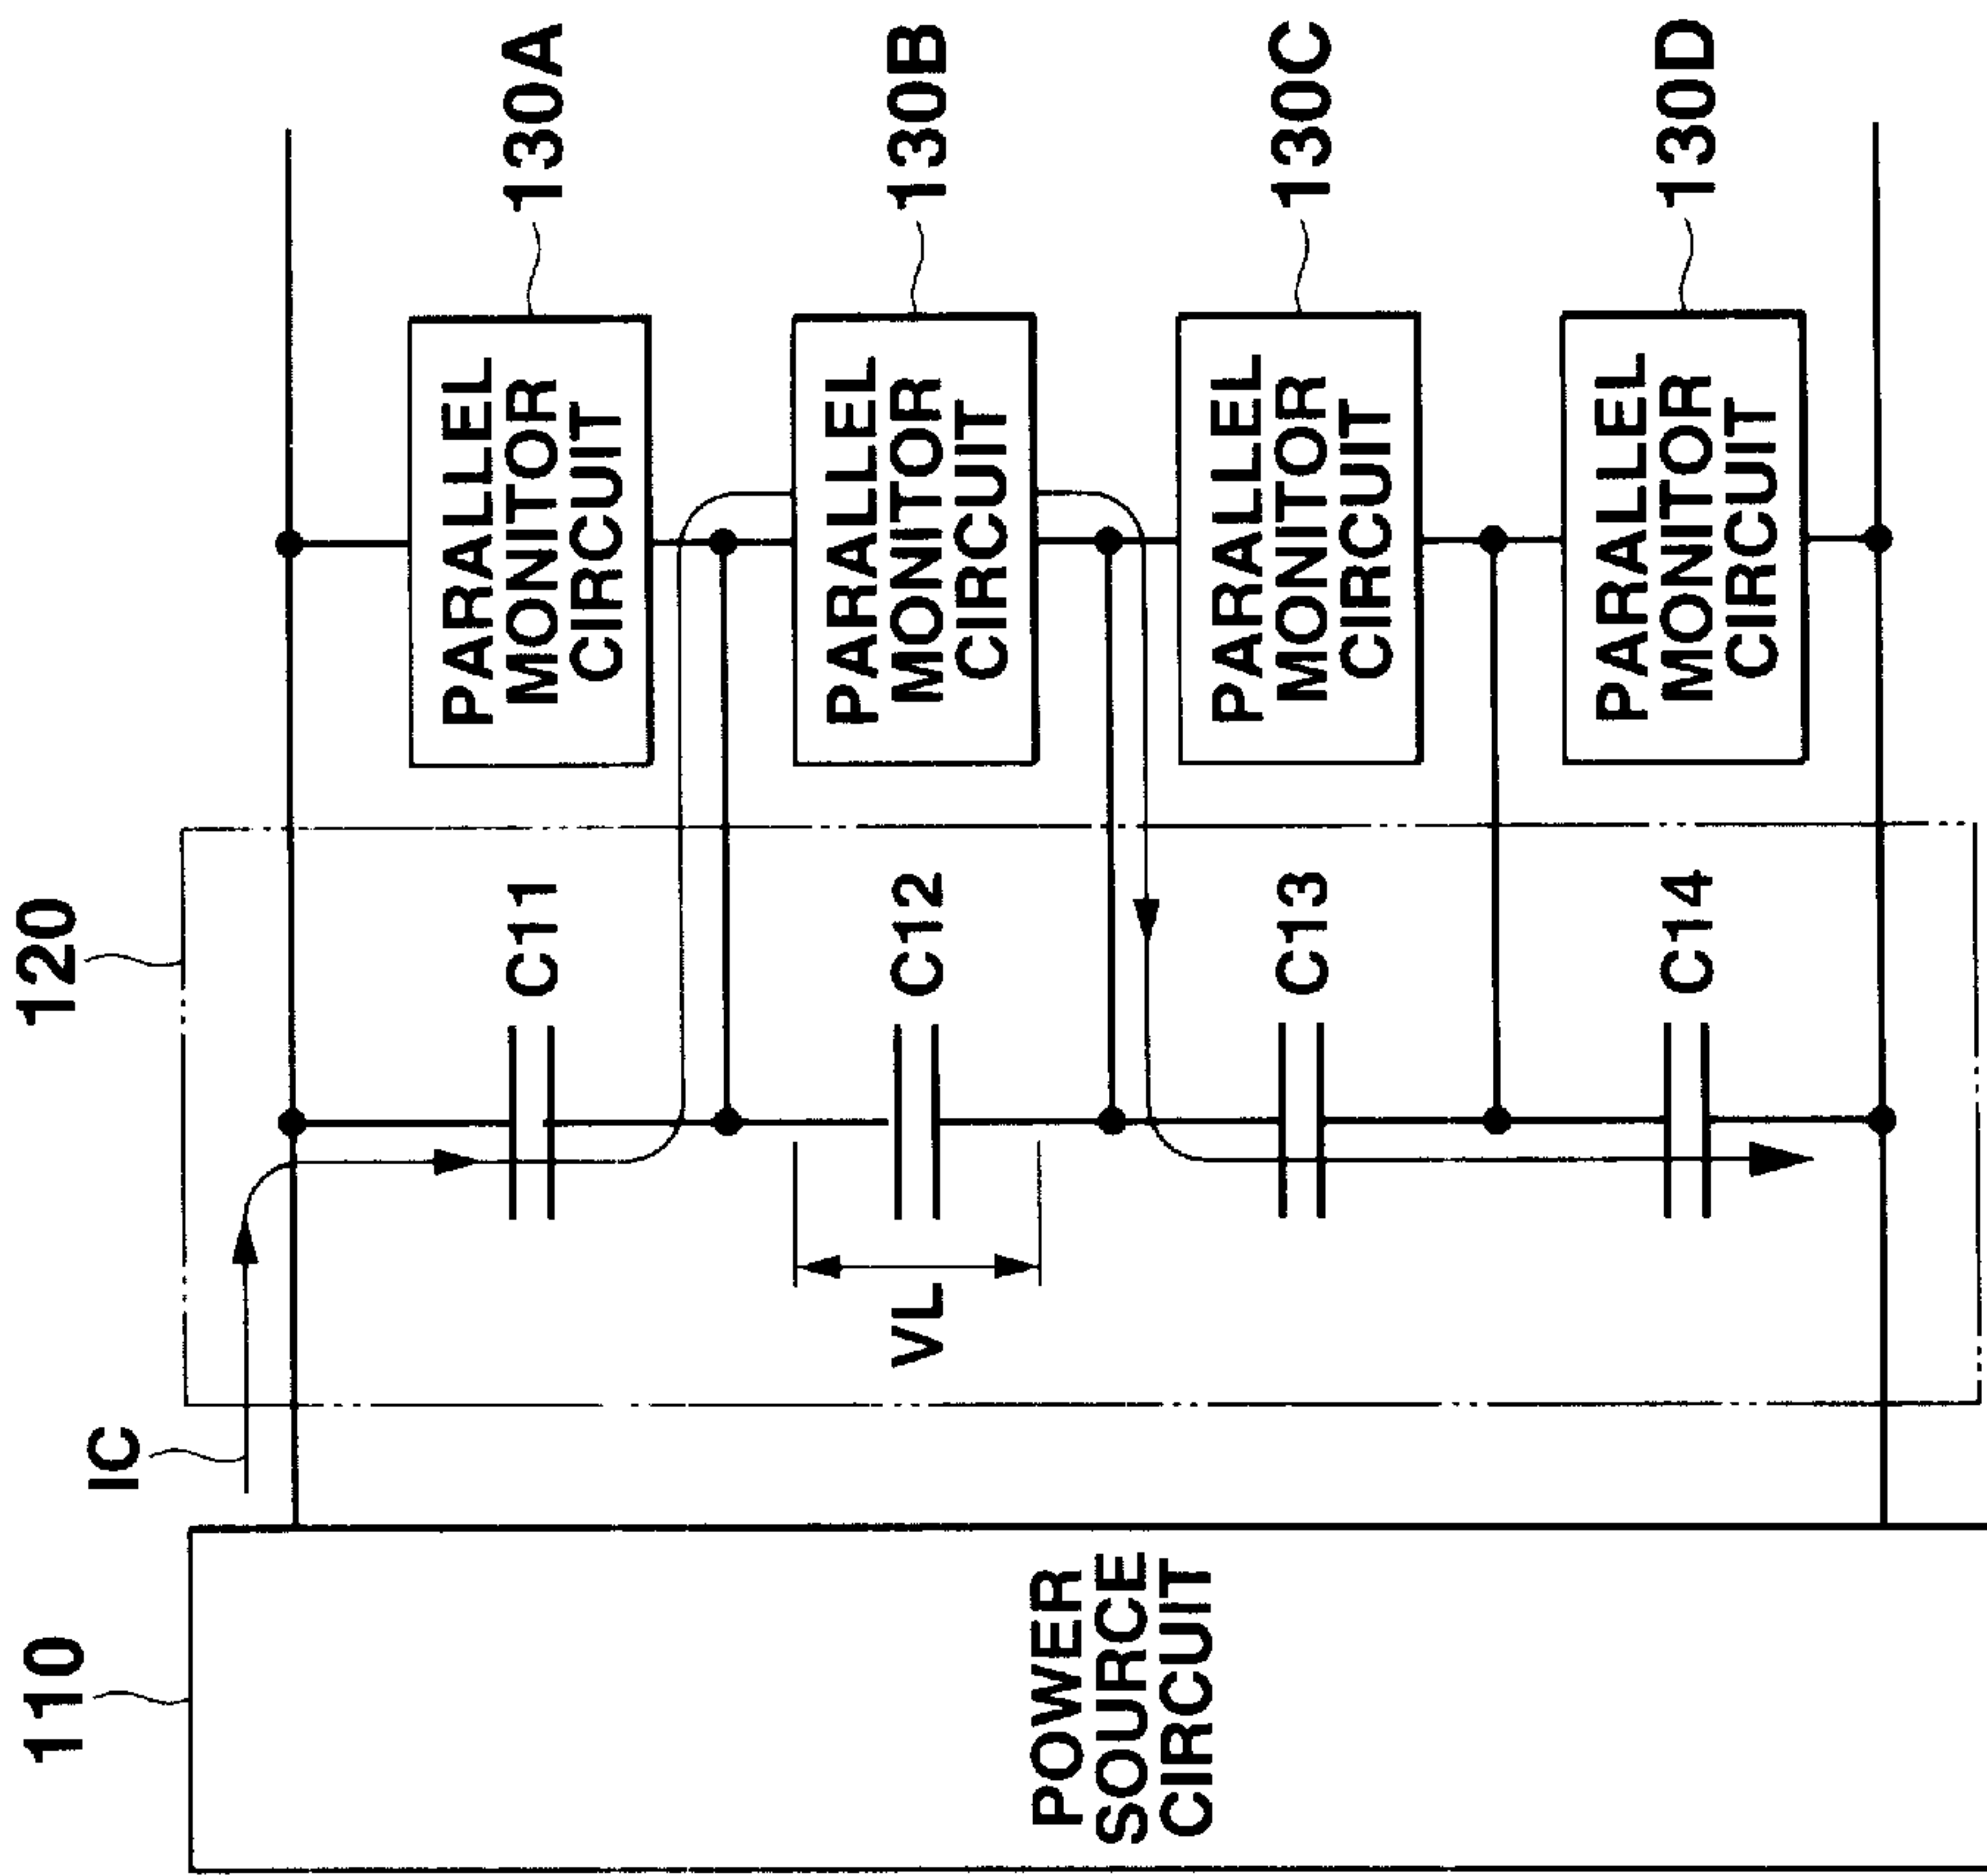 110
POWER
SOURCE
CIRCUIT
IC
120
VL
C11
C12
C13
C14
PARALLEL
MONITOR
CIRCUIT
130A
PARALLEL
MONITOR
CIRCUIT
130B
PARALLEL
MONITOR
CIRCUIT
130C
PARALLEL
MONITOR
CIRCUIT
130D